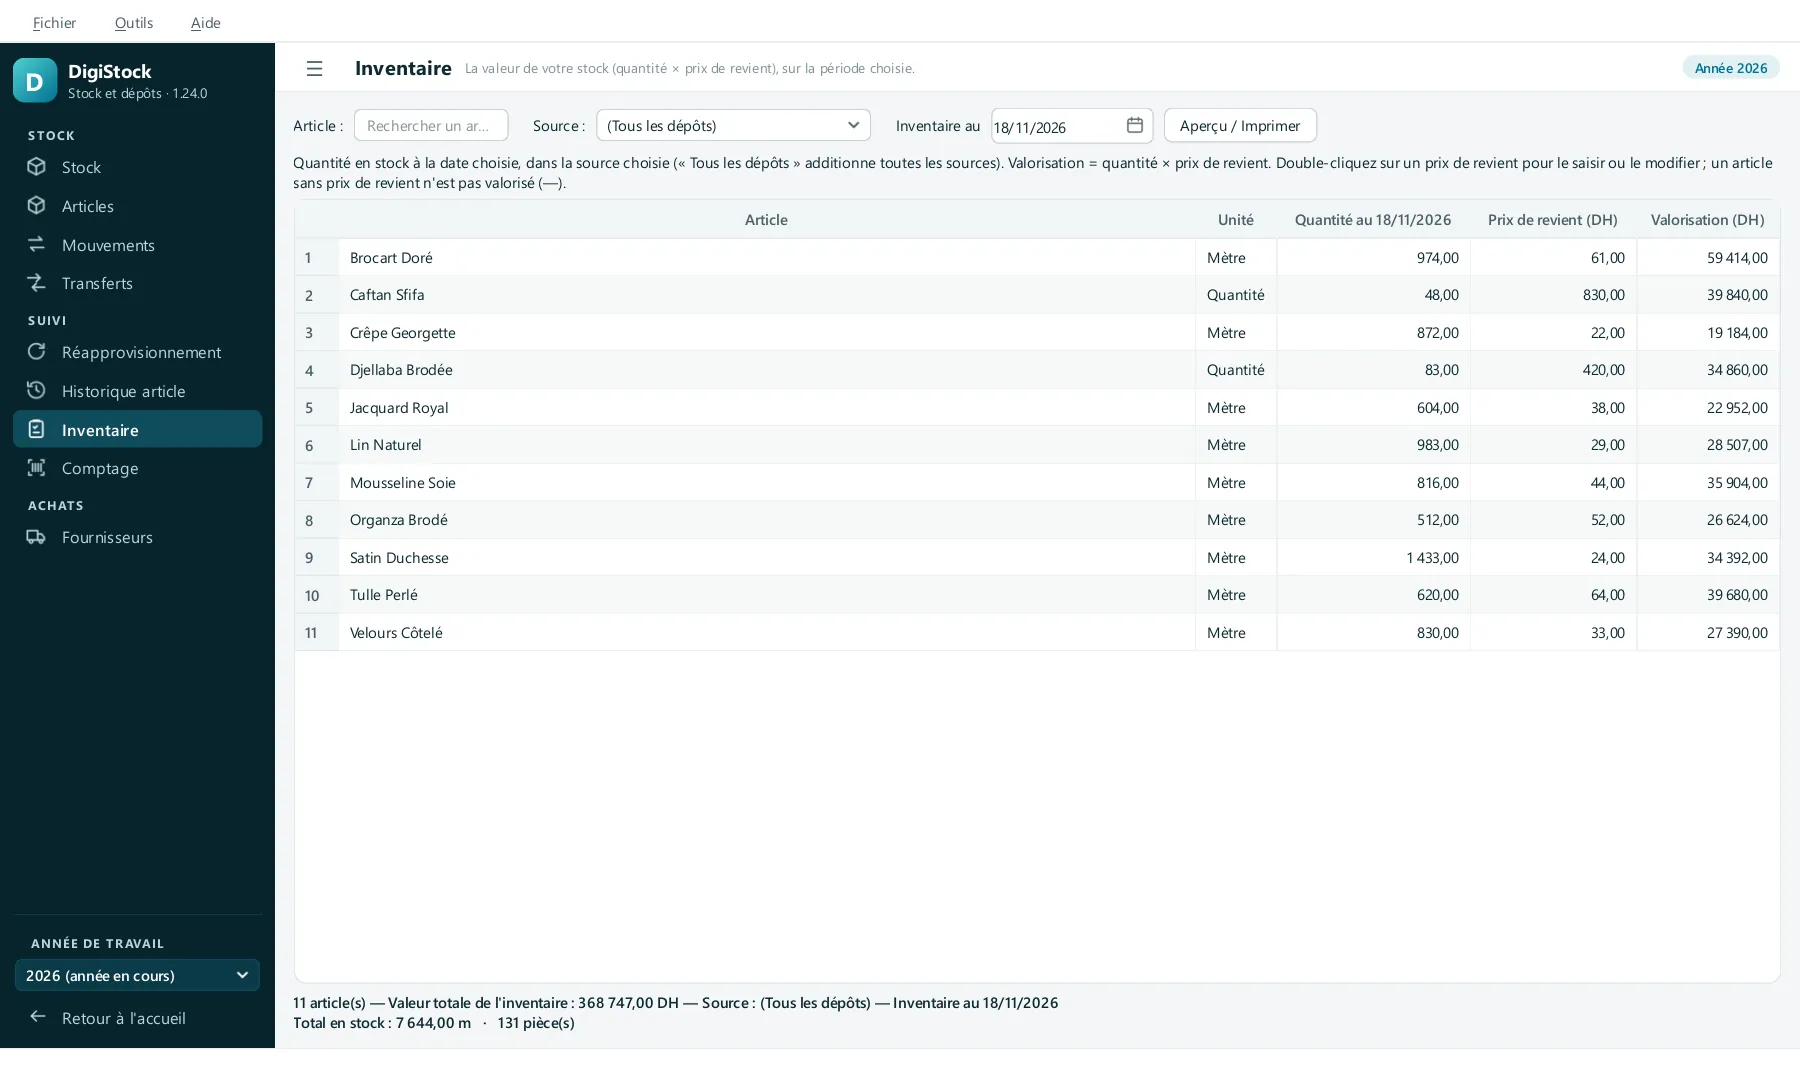 Fichier Outils Aide
DigiStock
Stock et dépôts · 1.24.0
STOCK
Stock
Articles
Mouvements
Transferts
SUIVI
Réapprovisionnement
Historique article
Inventaire
Comptage
ACHATS
Fournisseurs
ANNÉE DE TRAVAIL
2026 (année en cours)
Retour à l'accueil
Inventaire La valeur de votre stock (quantité × prix de revient), sur la période choisie. Année 2026
Article : Rechercher un ar... Source : (Tous les dépôts) Inventaire au 18/11/2026 Aperçu / Imprimer
Quantité en stock à la date choisie, dans la source choisie (« Tous les dépôts » additionne toutes les sources). Valorisation = quantité × prix de revient. Double-cliquez sur un prix de revient pour le saisir ou le modifier ; un article
sans prix de revient n'est pas valorisé (—).
Article Unité Quantité au 18/11/2026 Prix de revient (DH) Valorisation (DH)
1 Brocart Doré Mètre 974,00 61,00 59 414,00
2 Caftan Sfifa Quantité 48,00 830,00 39 840,00
3 Crêpe Georgette Mètre 872,00 22,00 19 184,00
4 Djellaba Brodée Quantité 83,00 420,00 34 860,00
5 Jacquard Royal Mètre 604,00 38,00 22 952,00
6 Lin Naturel Mètre 983,00 29,00 28 507,00
7 Mousseline Soie Mètre 816,00 44,00 35 904,00
8 Organza Brodé Mètre 512,00 52,00 26 624,00
9 Satin Duchesse Mètre 1 433,00 24,00 34 392,00
10 Tulle Perlé Mètre 620,00 64,00 39 680,00
11 Velours Côtelé Mètre 830,00 33,00 27 390,00
11 article(s) — Valeur totale de l'inventaire : 368 747,00 DH — Source : (Tous les dépôts) — Inventaire au 18/11/2026
Total en stock : 7 644,00 m · 131 pièce(s)